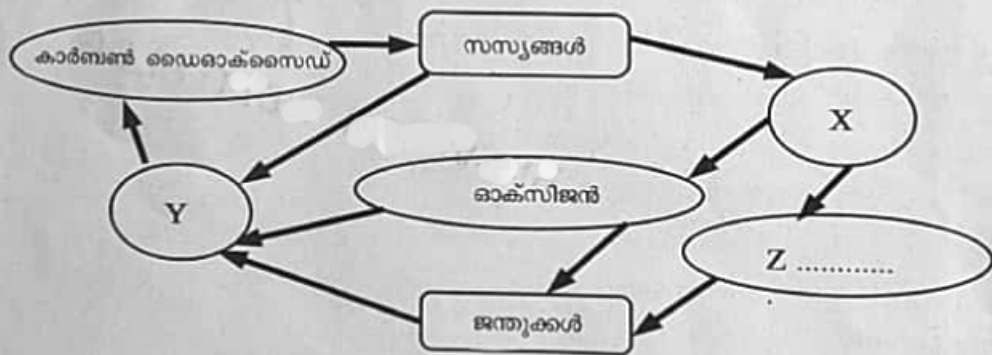 കാർബൺ ഡൈഓക്സൈഡ്
സസ്യങ്ങൾ
X
Y
ഓക്സിജൻ
Z ............
ജന്തുക്കൾ